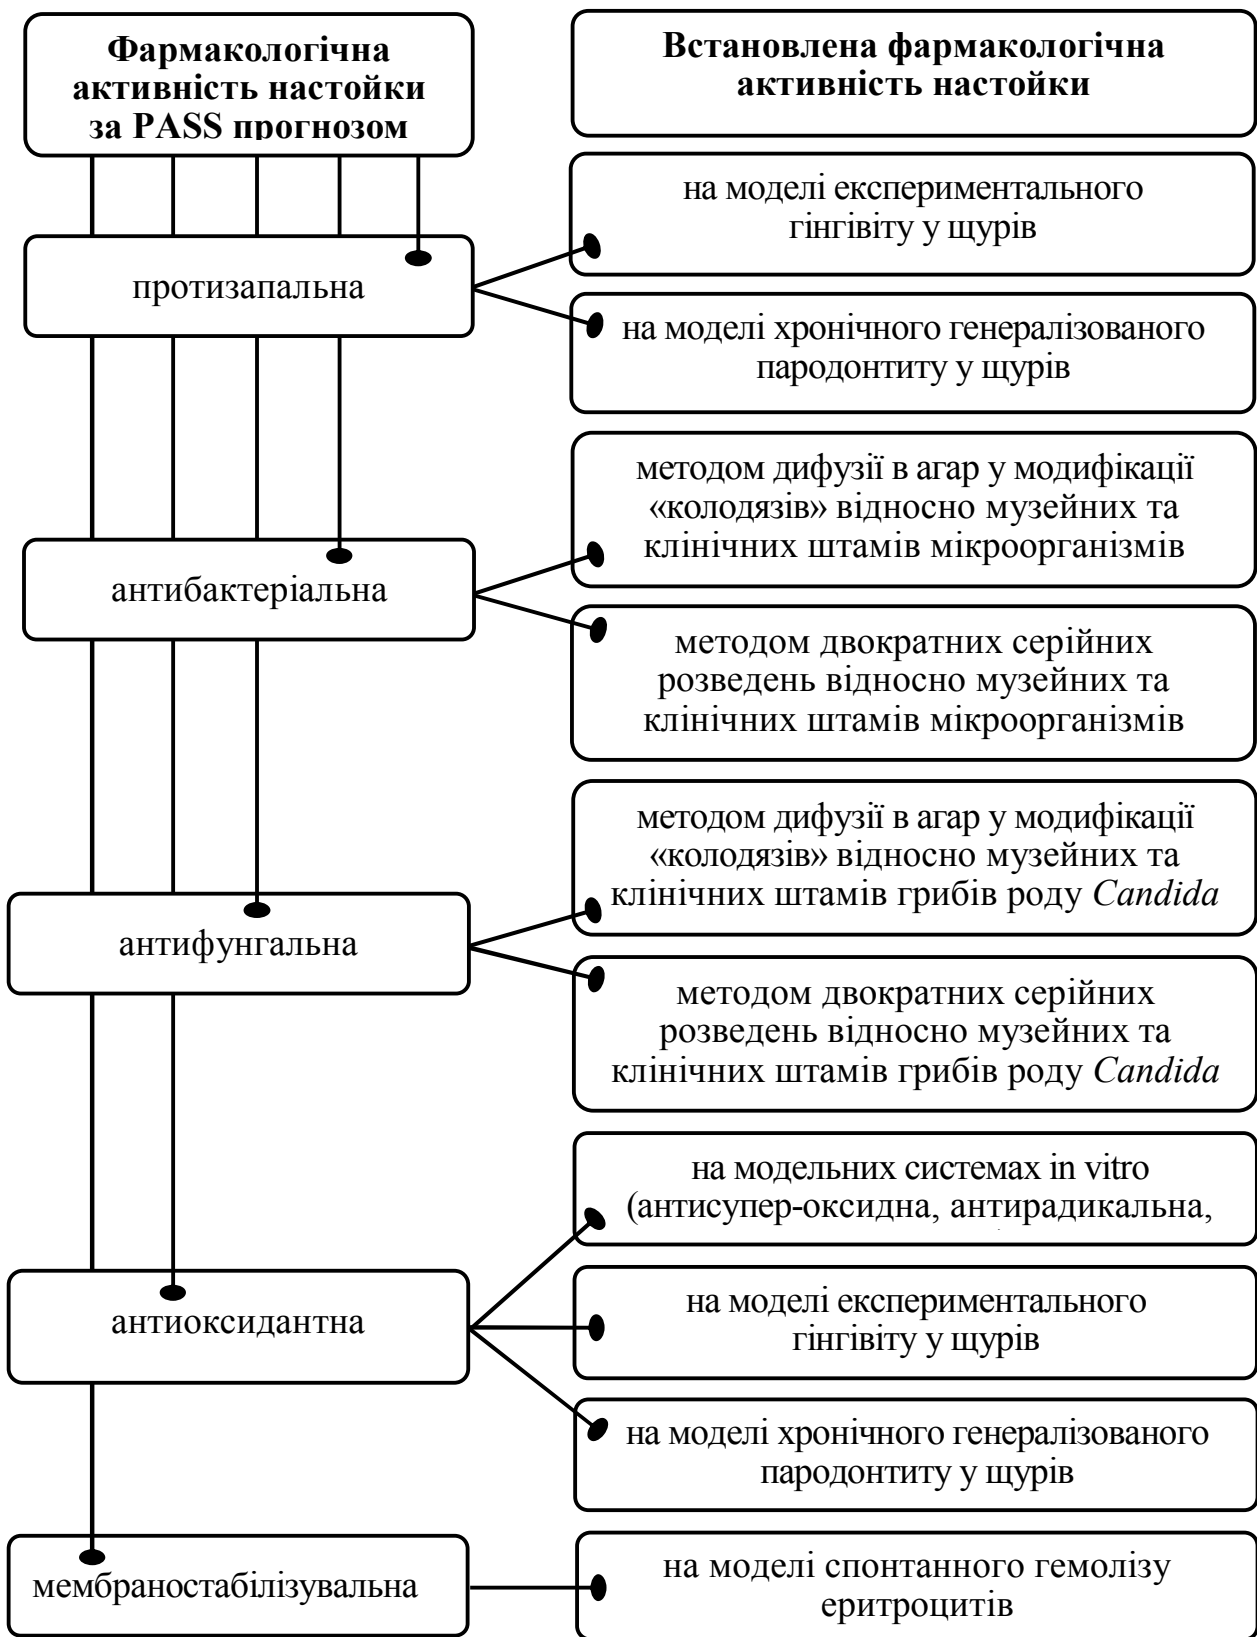 Фармакологічна
активність настойки
за PASS прогнозом
Встановлена фармакологічна
активність настойки
протизапальна
на моделі експериментального
гінгівіту у щурів
на моделі хронічного генералізованого
пародонтиту у щурів
антибактеріальна
методом дифузії в агар у модифікації
«колодязів» відносно музейних та
клінічних штамів мікроорганізмів
методом двократних серійних
розведень відносно музейних та
клінічних штамів мікроорганізмів
антифунгальна
методом дифузії в агар у модифікації
«колодязів» відносно музейних та
клінічних штамів грибів роду Candida
методом двократних серійних
розведень відносно музейних та
клінічних штамів грибів роду Candida
антиоксидантна
на модельних системах in vitro
(антисупер-оксидна, антирадикальна,
на моделі експериментального
гінгівіту у щурів
на моделі хронічного генералізованого
пародонтиту у щурів
мембраностабілізувальна
на моделі спонтанного гемолізу
еритроцитів